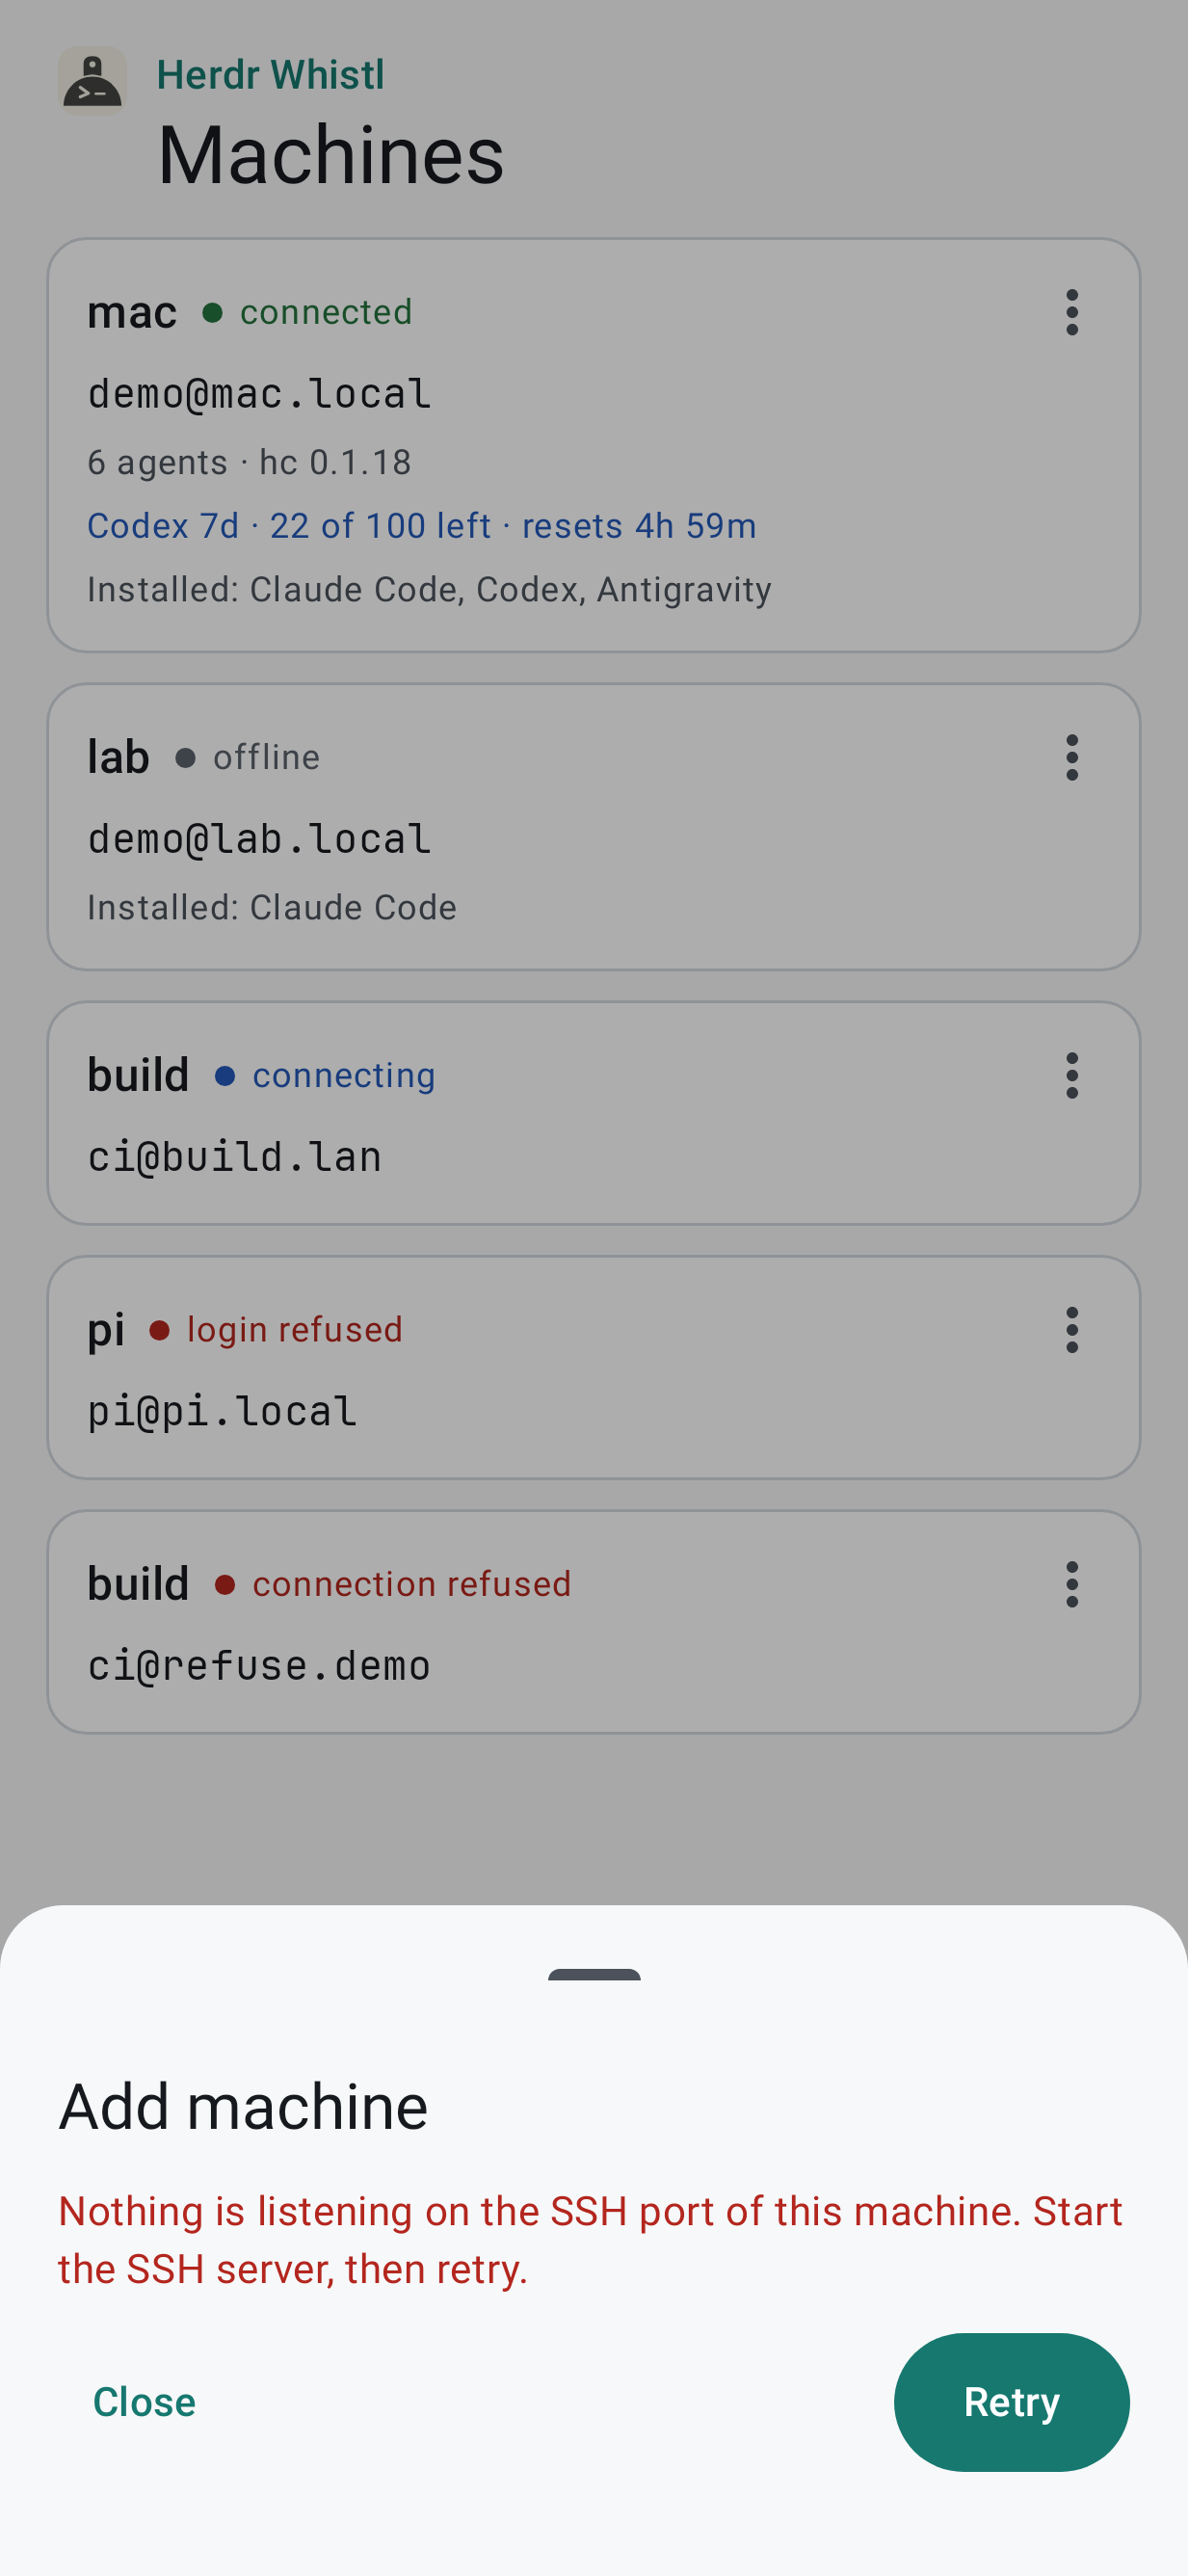 Herdr Whistl
Machines
mac ● connected
demo@mac.local
6 agents · hc 0.1.18
Codex 7d · 22 of 100 left · resets 4h 59m
Installed: Claude Code, Codex, Antigravity
lab ● offline
demo@lab.local
Installed: Claude Code
build ● connecting
ci@build.lan
pi ● login refused
pi@pi.local
build ● connection refused
ci@refuse.demo
Add machine
Nothing is listening on the SSH port of this machine. Start
the SSH server, then retry.
Close Retry